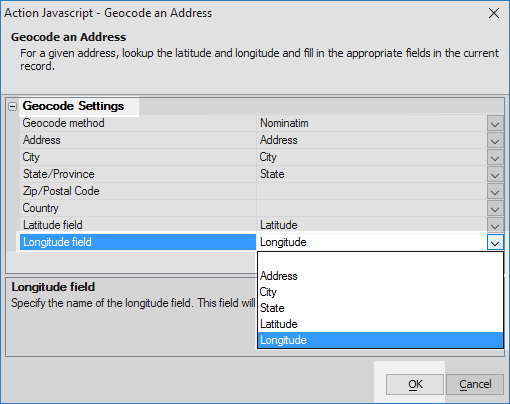 Action Javascript - Geocode an Address
Geocode an Address
For a given address, lookup the latitude and longitude and fill in the appropriate fields in the current
record.
Geocode Settings
Geocode method Nominatim
Address Address
City City
State/Province State
Zip/Postal Code
Country
Latitude field Latitude
Longitude field Longitude
Address
City
State
Latitude
Longitude
Longitude field
Specify the name of the longitude field. This field will
OK Cancel